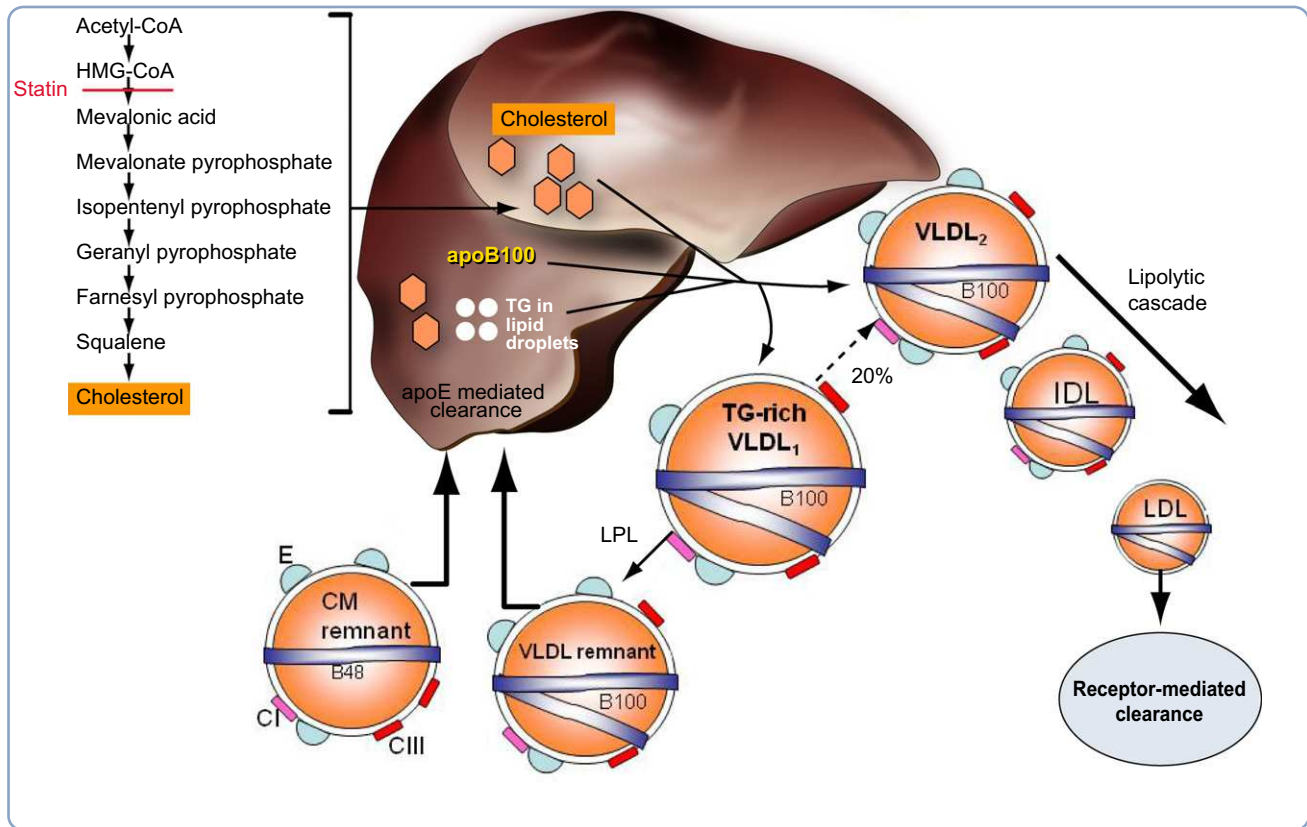 Acetyl-CoA
HMG-CoA
Statin
Mevalonic acid
Mevalonate pyrophosphate
Isopentenyl pyrophosphate
Geranyl pyrophosphate
Farnesyl pyrophosphate
Squalene
Cholesterol
Cholesterol
apoB100
TG in
lipid
droplets
apoE mediated
clearance
VLDL2
B100
Lipolytic
cascade
20%
IDL
TG-rich
VLDL1
B100
LDL
LPL
E
CM
remnant
B48
CI
CIII
VLDL remnant
B100
Receptor-mediated
clearance